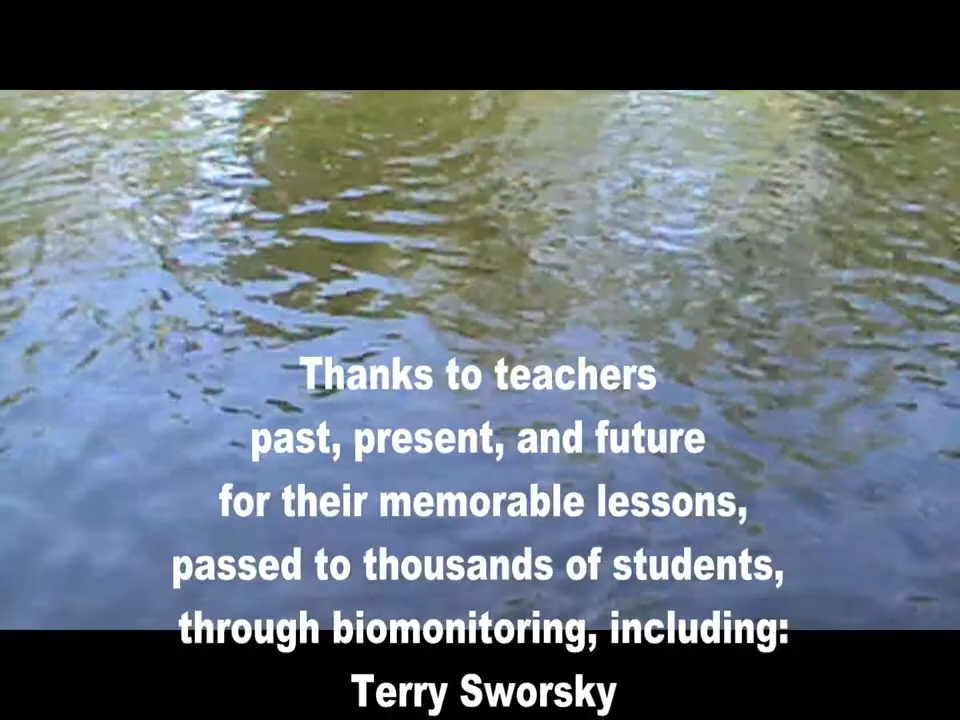 Thanks to teachers
past, present, and future
for their memorable lessons,
passed to thousands of students,
through biomonitoring, including:
Terry Sworsky